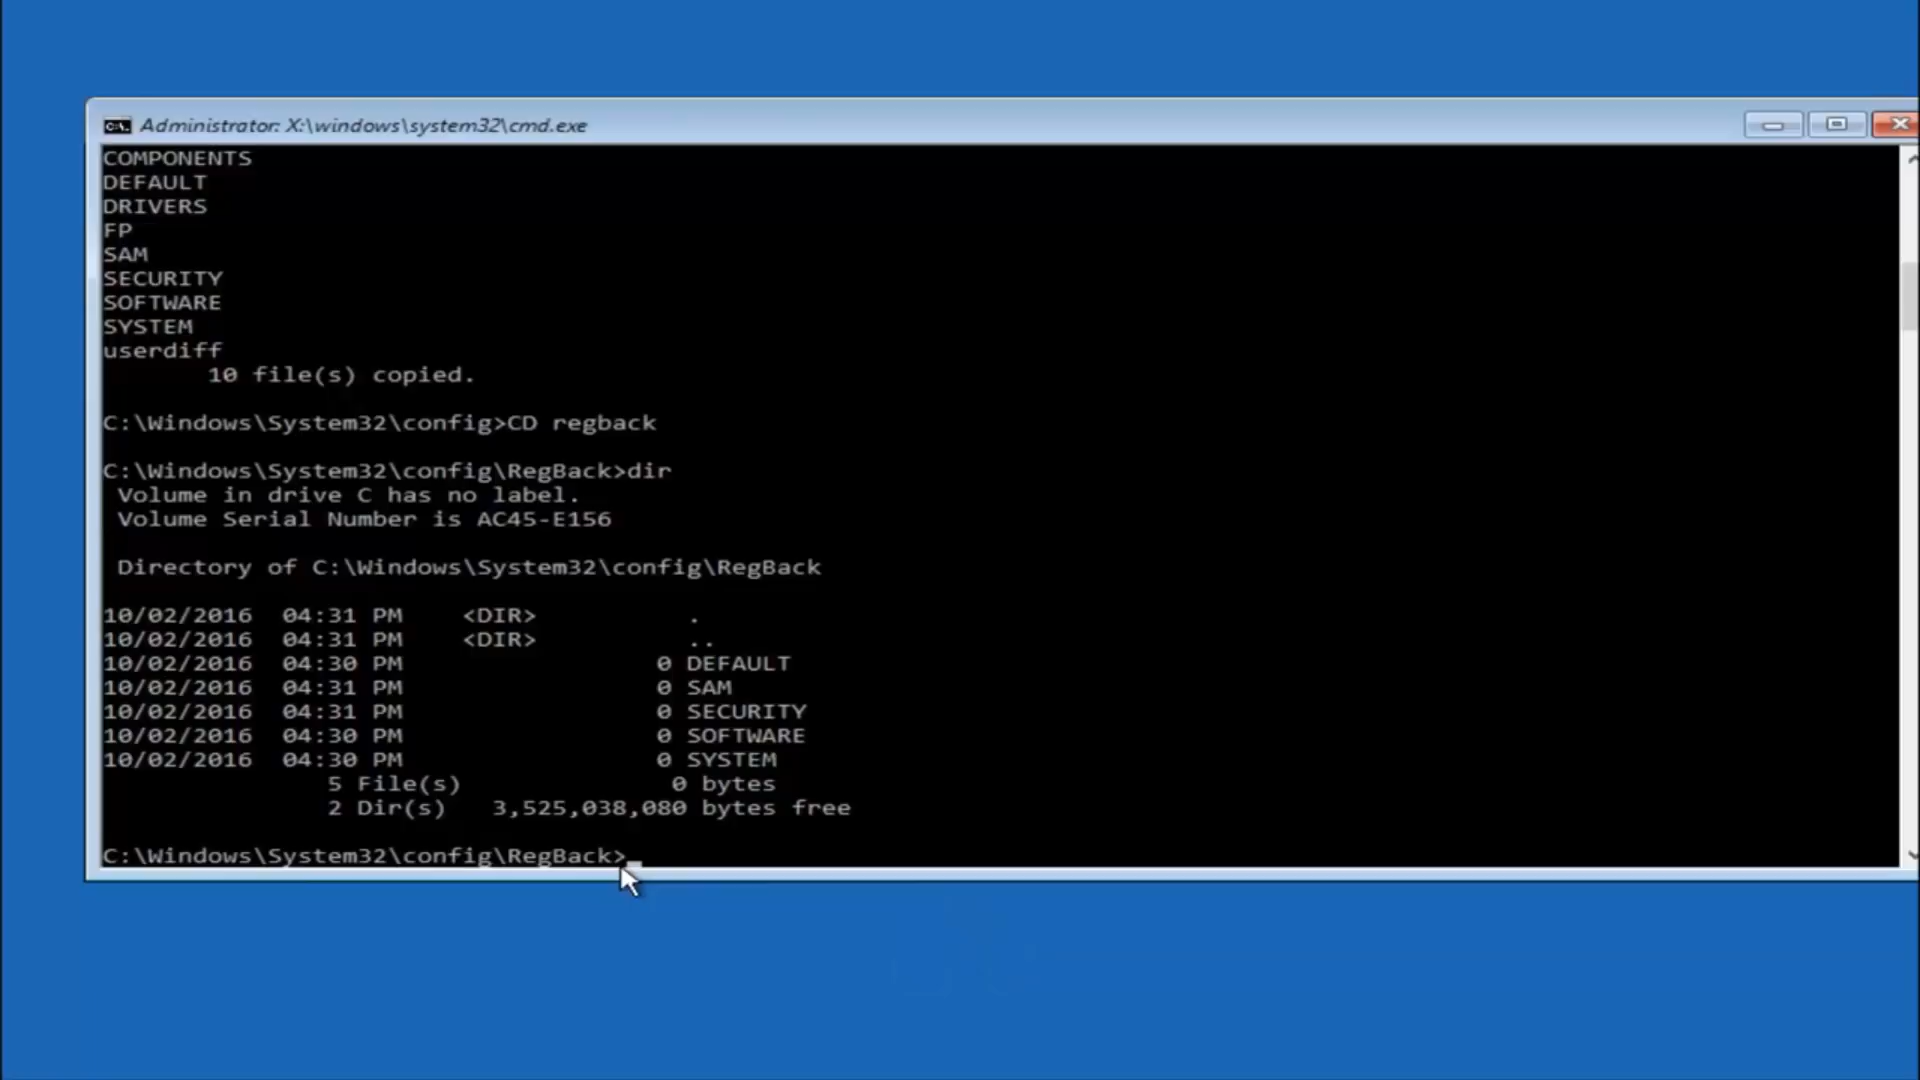 Administrator: X:\windows\system32\cmd.exe
COMPONENTS
DEFAULT
DRIVERS
FP
SAM
SECURITY
SOFTWARE
SYSTEM
userdiff
10 file(s) copied.
C:\Windows\System32\config>CD regback
C:\Windows\System32\config\RegBack>dir
Volume in drive C has no label.
Volume Serial Number is AC45-E156
Directory of C:\Windows\System32\config\RegBack
10/02/2016 04:31 PM <DIR> .
10/02/2016 04:31 PM <DIR> ..
10/02/2016 04:30 PM 0 DEFAULT
10/02/2016 04:31 PM 0 SAM
10/02/2016 04:31 PM 0 SECURITY
10/02/2016 04:30 PM 0 SOFTWARE
10/02/2016 04:30 PM 0 SYSTEM
5 File(s) 0 bytes
2 Dir(s) 3,525,038,080 bytes free
C:\Windows\System32\config\RegBack>